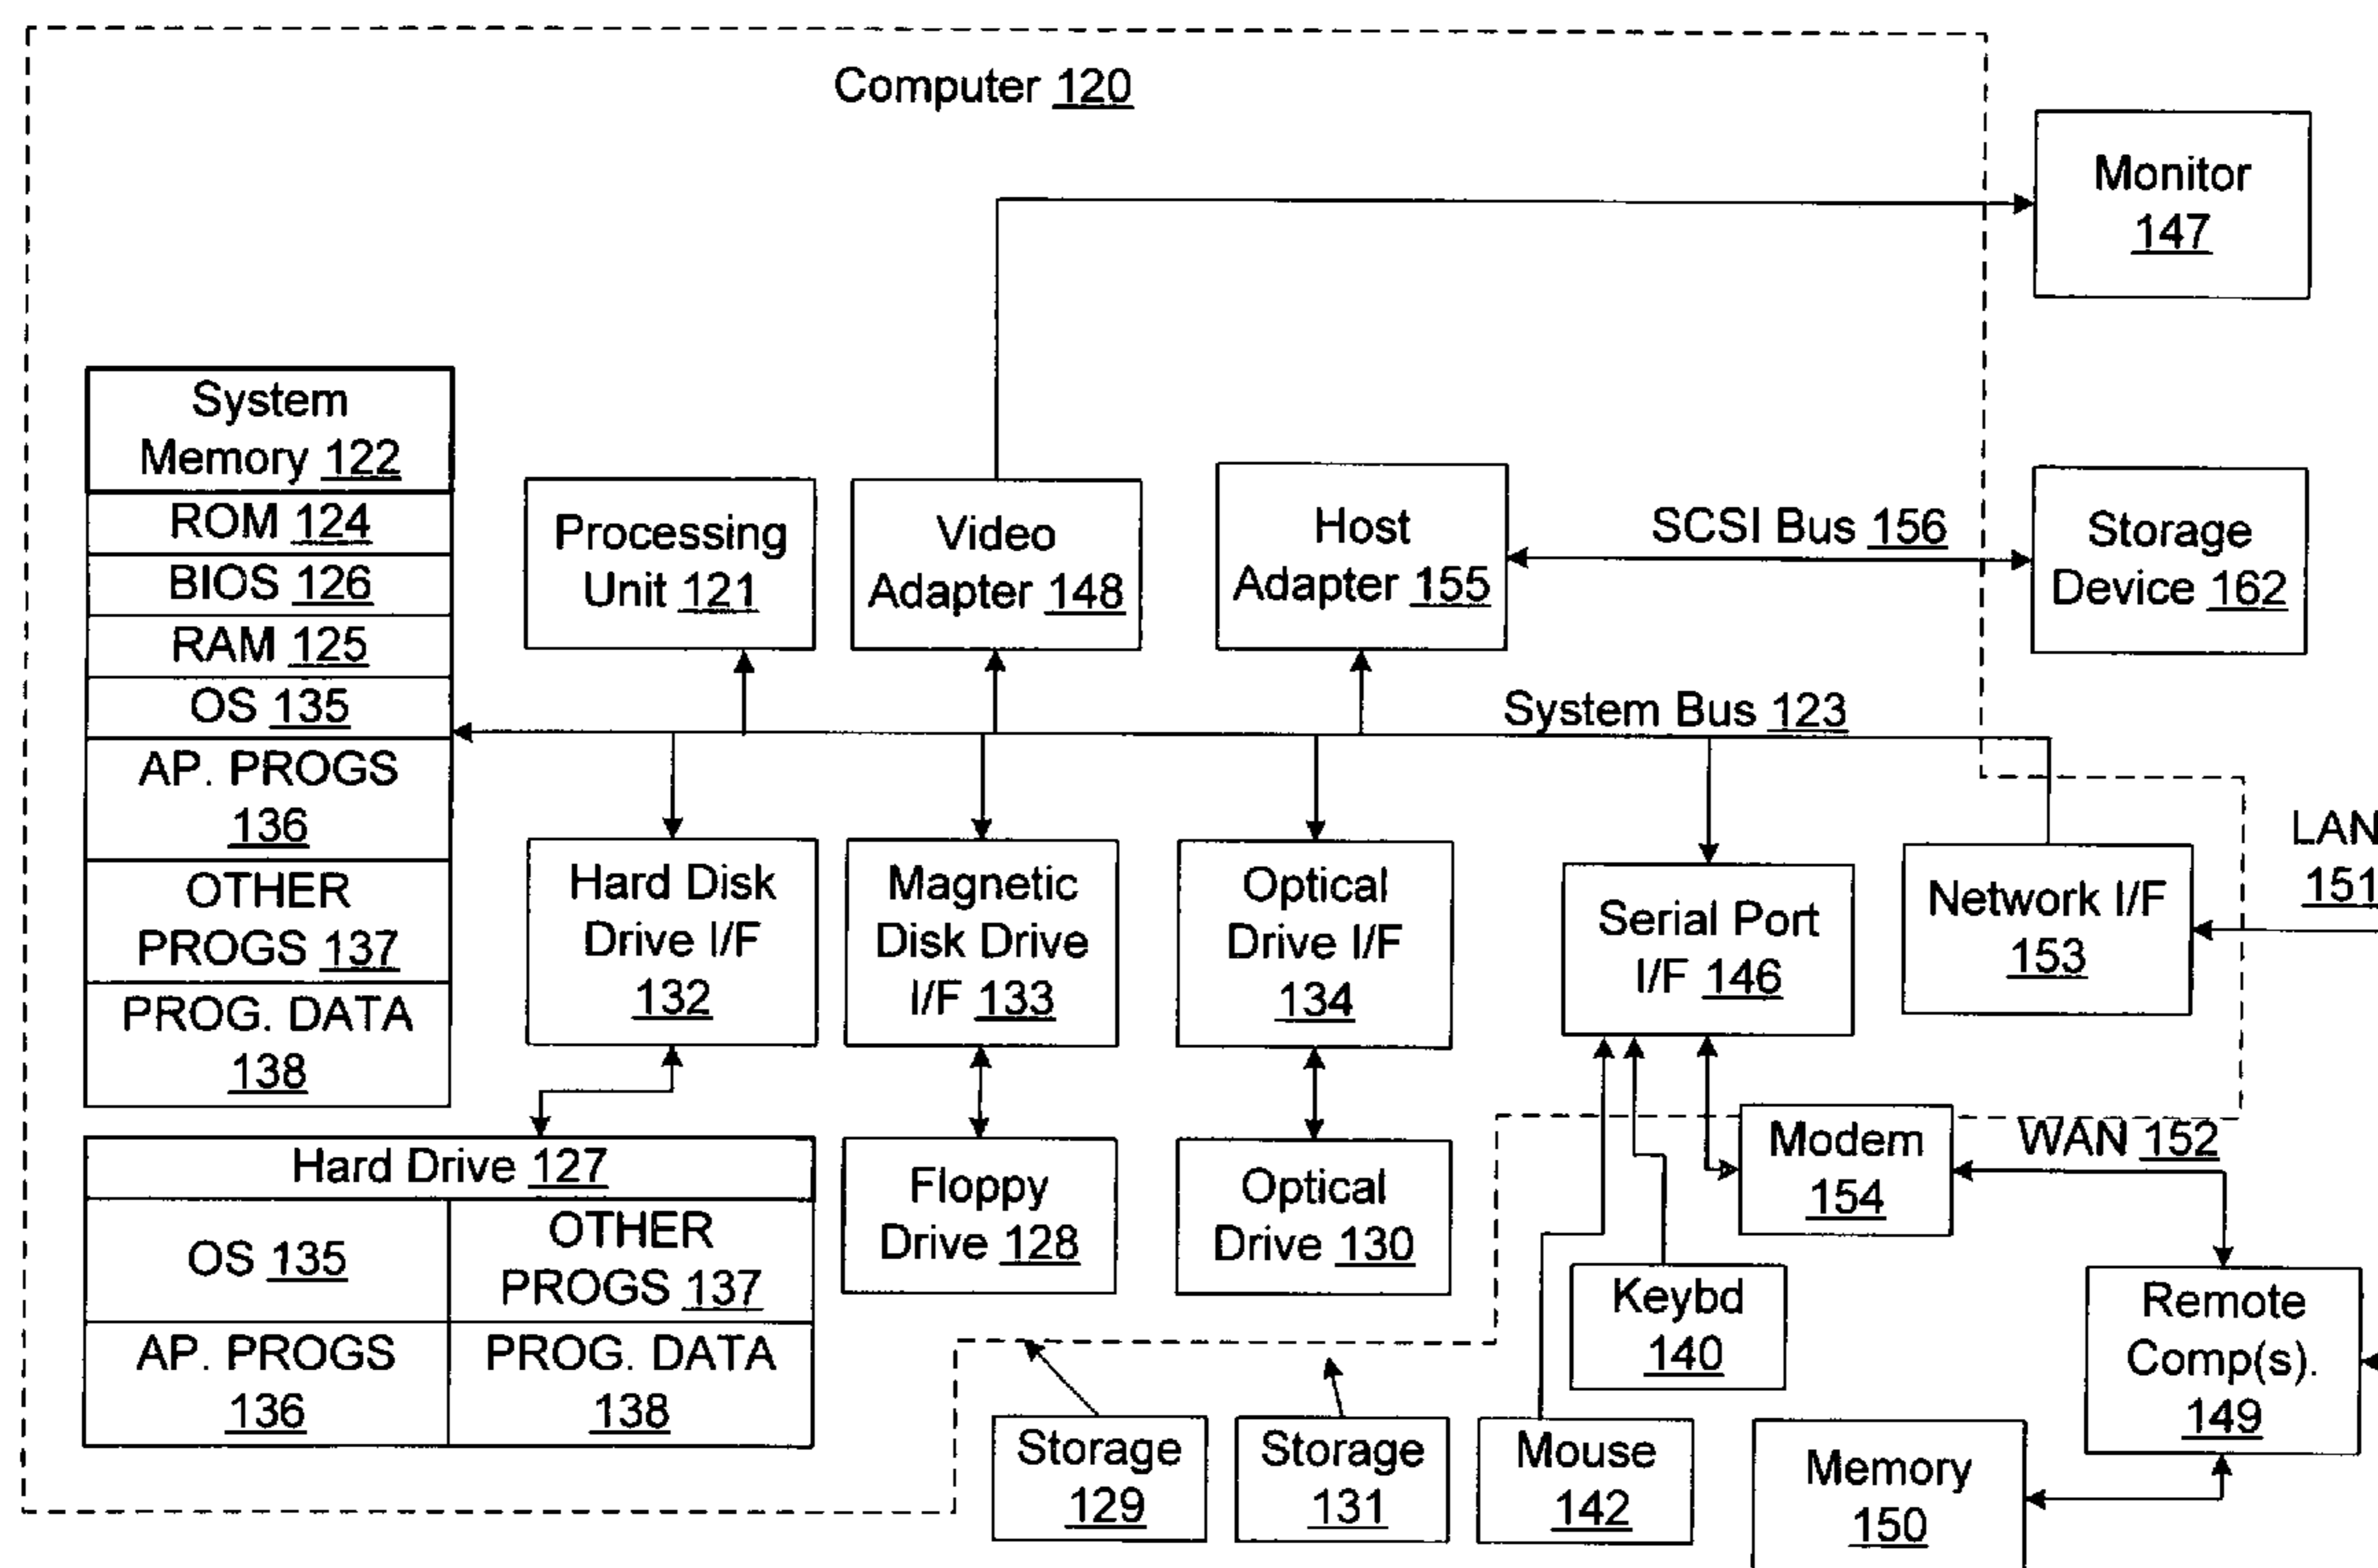 Computer 120
Monitor
147
System
Memory 122
ROM 124
BIOS 126
RAM 125
OS 135
AP. PROGS
136
OTHER
PROGS 137
PROG. DATA
138
Processing
Unit 121
Video
Adapter 148
Host
Adapter 155
SCSI Bus 156
Storage
Device 162
System Bus 123
Hard Disk
Drive I/F
132
Magnetic
Disk Drive
I/F 133
Optical
Drive I/F
134
Serial Port
I/F 146
Network I/F
153
LAN
151
Hard Drive 127
OS 135
OTHER
PROGS 137
AP. PROGS
136
PROG. DATA
138
Floppy
Drive 128
Optical
Drive 130
Modem
154
WAN 152
Keybd
140
Remote
Comp(s).
149
Storage
129
Storage
131
Mouse
142
Memory
150